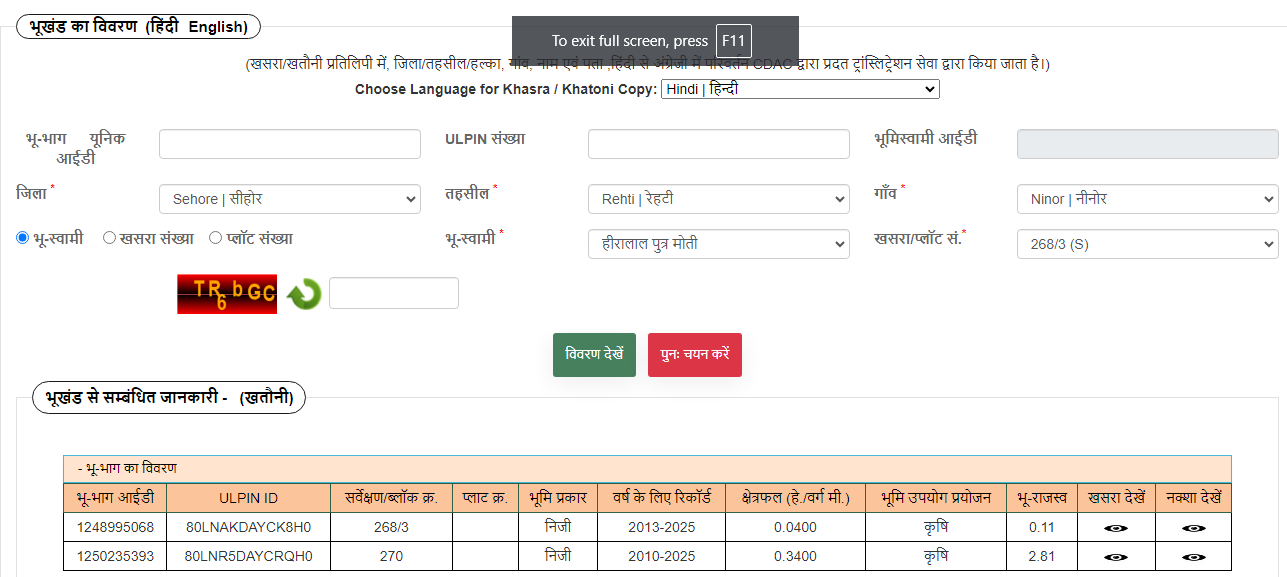 भूखंड का विवरण (हिंदी English)
To exit full screen, press F11
(खसरा/खतौनी प्रतिलिपी में, जिला/तहसील/हल्का, गांव, नाम एवं पता ,हिंदी से अंग्रेजी में परिवर्तन CDAC द्वारा प्रदत ट्रांस्लिट्रेशन सेवा द्वारा किया जाता है।)
Choose Language for Khasra / Khatoni Copy: Hindi | हिन्दी
भू-भाग यूनिक आईडी
ULPIN संख्या
भूमिस्वामी आईडी
जिला * Sehore | सीहोर
तहसील * Rehti | रेहटी
गाँव * Ninor | नीनोर
भू-स्वामी खसरा संख्या प्लॉट संख्या
भू-स्वामी * हीरालाल पुत्र मोती
खसरा/प्लॉट सं.* 268/3 (S)
TR6bGC
विवरण देखें पुनः चयन करें
भूखंड से सम्बंधित जानकारी - (खतौनी)
- भू-भाग का विवरण
भू-भाग आईडी ULPIN ID सर्वेक्षण/ब्लॉक क्र. प्लाट क्र. भूमि प्रकार वर्ष के लिए रिकॉर्ड क्षेत्रफल (हे./वर्ग मी.) भूमि उपयोग प्रयोजन भू-राजस्व खसरा देखें नक्शा देखें
1248995068 80LNAKDAYCK8H0 268/3 निजी 2013-2025 0.0400 कृषि 0.11
1250235393 80LNR5DAYCRQH0 270 निजी 2010-2025 0.3400 कृषि 2.81